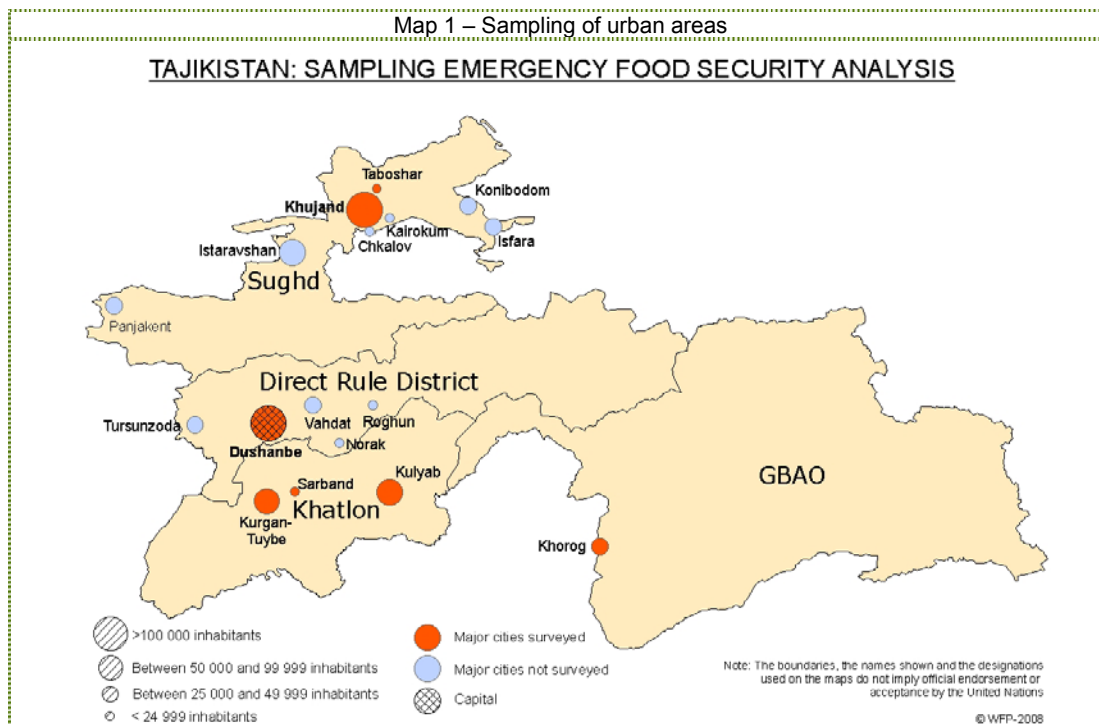 Map 1 – Sampling of urban areas
TAJIKISTAN: SAMPLING EMERGENCY FOOD SECURITY ANALYSIS
Taboshar
Konibodom
Khujand
Kairokum
Isfara
Chkalov
Istaravshan
Sughd
Panjakent
Direct Rule District
Tursunzoda
Vahdat
Roghun
Norak
Dushanbe
Kulyab
Sarband
GBAO
Khatlon
Kurgan-
Tuybe
Khorog
>100 000 inhabitants
Between 50 000 and 99 999 inhabitants
Between 25 000 and 49 999 inhabitants
< 24 999 inhabitants
Major cities surveyed
Major cities not surveyed
Capital
Note: The boundaries, the names shown and the designations
used on the maps do not imply official endorsement or
acceptance by the United Nations
© WFP-2008